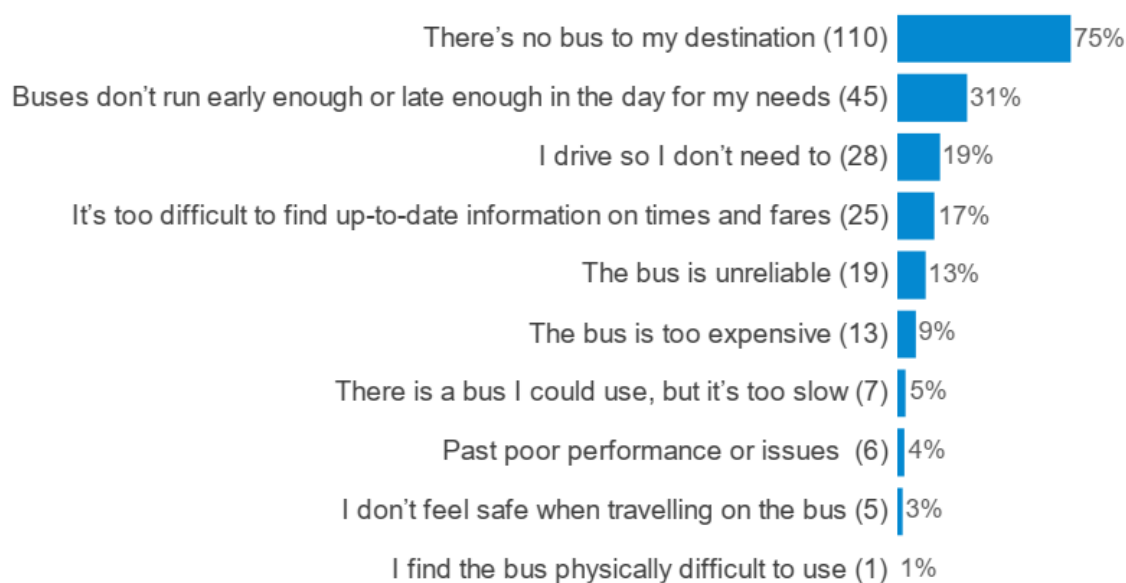 There’s no bus to my destination (110) 75%
Buses don’t run early enough or late enough in the day for my needs (45) 31%
I drive so I don’t need to (28) 19%
It’s too difficult to find up-to-date information on times and fares (25) 17%
The bus is unreliable (19) 13%
The bus is too expensive (13) 9%
There is a bus I could use, but it’s too slow (7) 5%
Past poor performance or issues  (6) 4%
I don’t feel safe when travelling on the bus (5) 3%
I find the bus physically difficult to use (1) 1%